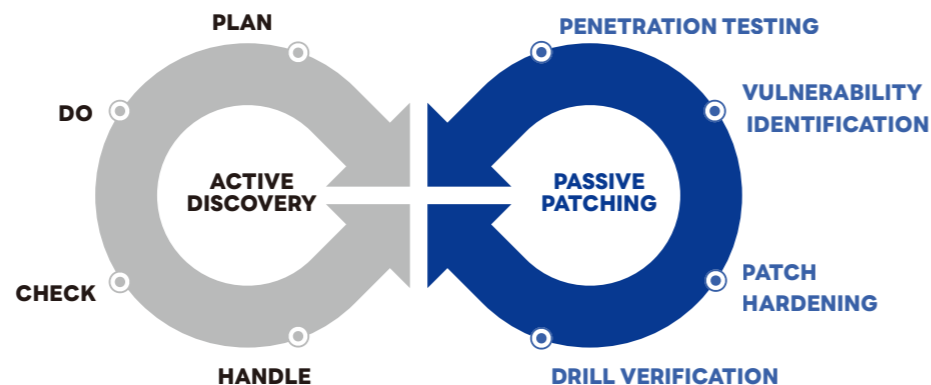 PLAN
DO
CHECK
HANDLE
ACTIVE
DISCOVERY
PENETRATION TESTING
VULNERABILITY
IDENTIFICATION
PASSIVE
PATCHING
PATCH
HARDENING
DRILL VERIFICATION